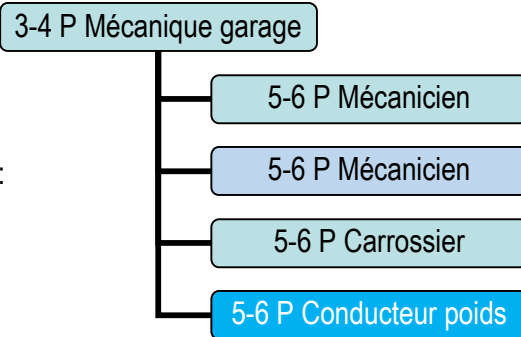 3-4 P Mécanique garage
5-6 P Mécanicien
:
5-6 P Mécanicien
5-6 P Carrossier
5-6 P Conducteur poids